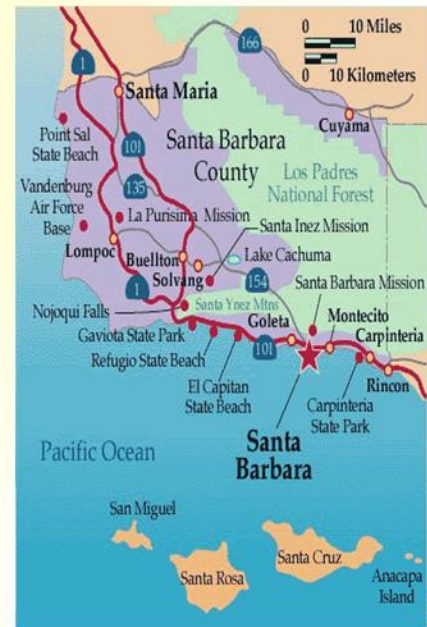 1
166
0 10 Miles
0 10 Kilometers
Santa Maria
Cuyama
Point Sal
State Beach
101
Santa Barbara
County
Los Padres
National Forest
135
Vandenburg
Air Force
Base
La Purisima Mission
Santa Inez Mission
Lompoc
Buellton
Solvang
Lake Cachuma
154
Santa Barbara Mission
1
Nojoqui Falls
Santa Ynez Mtns
Goleta
Montecito
Carpinteria
Gaviota State Park
Refugio State Beach
101
El Capitan
State Beach
Rincon
Carpinteria
State Park
Santa
Barbara
Pacific Ocean
San Miguel
Santa Rosa
Santa Cruz
Anacapa
Island